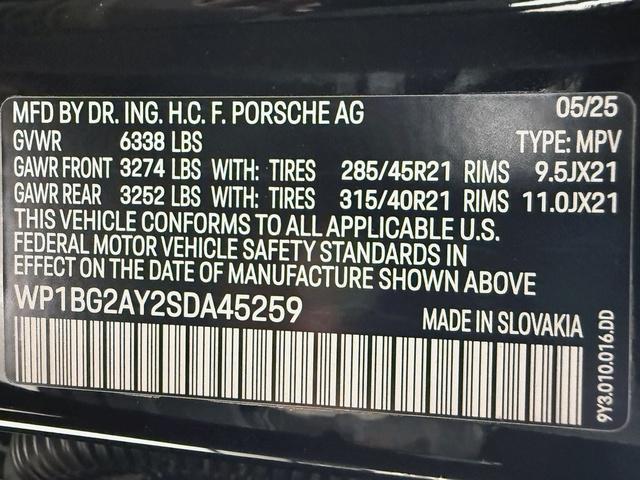 MFD BY DR. ING. H.C. F. PORSCHE AG 05/25
GVWR 6338 LBS TYPE: MPV
GAWR FRONT 3274 LBS WITH: TIRES 285/45R21 RIMS 9.5JX21
GAWR REAR 3252 LBS WITH: TIRES 315/40R21 RIMS 11.0JX21
THIS VEHICLE CONFORMS TO ALL APPLICABLE U.S.
FEDERAL MOTOR VEHICLE SAFETY STANDARDS IN
EFFECT ON THE DATE OF MANUFACTURE SHOWN ABOVE
WP1BG2AY2SDA45259 MADE IN SLOVAKIA
9Y3.010.016.DD